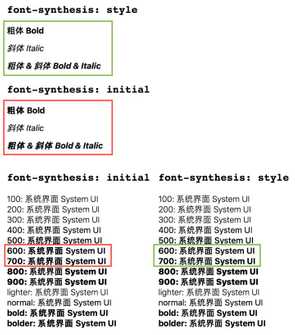 font-synthesis: style
粗体 Bold
斜体 Italic
粗体 & 斜体 Bold & Italic
font-synthesis: initial
粗体 Bold
斜体 Italic
粗体 & 斜体 Bold & Italic
font-synthesis: initial
100: 系统界面 System UI
200: 系统界面 System UI
300: 系统界面 System UI
400: 系统界面 System UI
500: 系统界面 System UI
600: 系统界面 System UI
700: 系统界面 System UI
800: 系统界面 System UI
900: 系统界面 System UI
lighter: 系统界面 System UI
normal: 系统界面 System UI
bold: 系统界面 System UI
bolder: 系统界面 System UI
font-synthesis: style
100: 系统界面 System UI
200: 系统界面 System UI
300: 系统界面 System UI
400: 系统界面 System UI
500: 系统界面 System UI
600: 系统界面 System UI
700: 系统界面 System UI
800: 系统界面 System UI
900: 系统界面 System UI
lighter: 系统界面 System UI
normal: 系统界面 System UI
bold: 系统界面 System UI
bolder: 系统界面 System UI